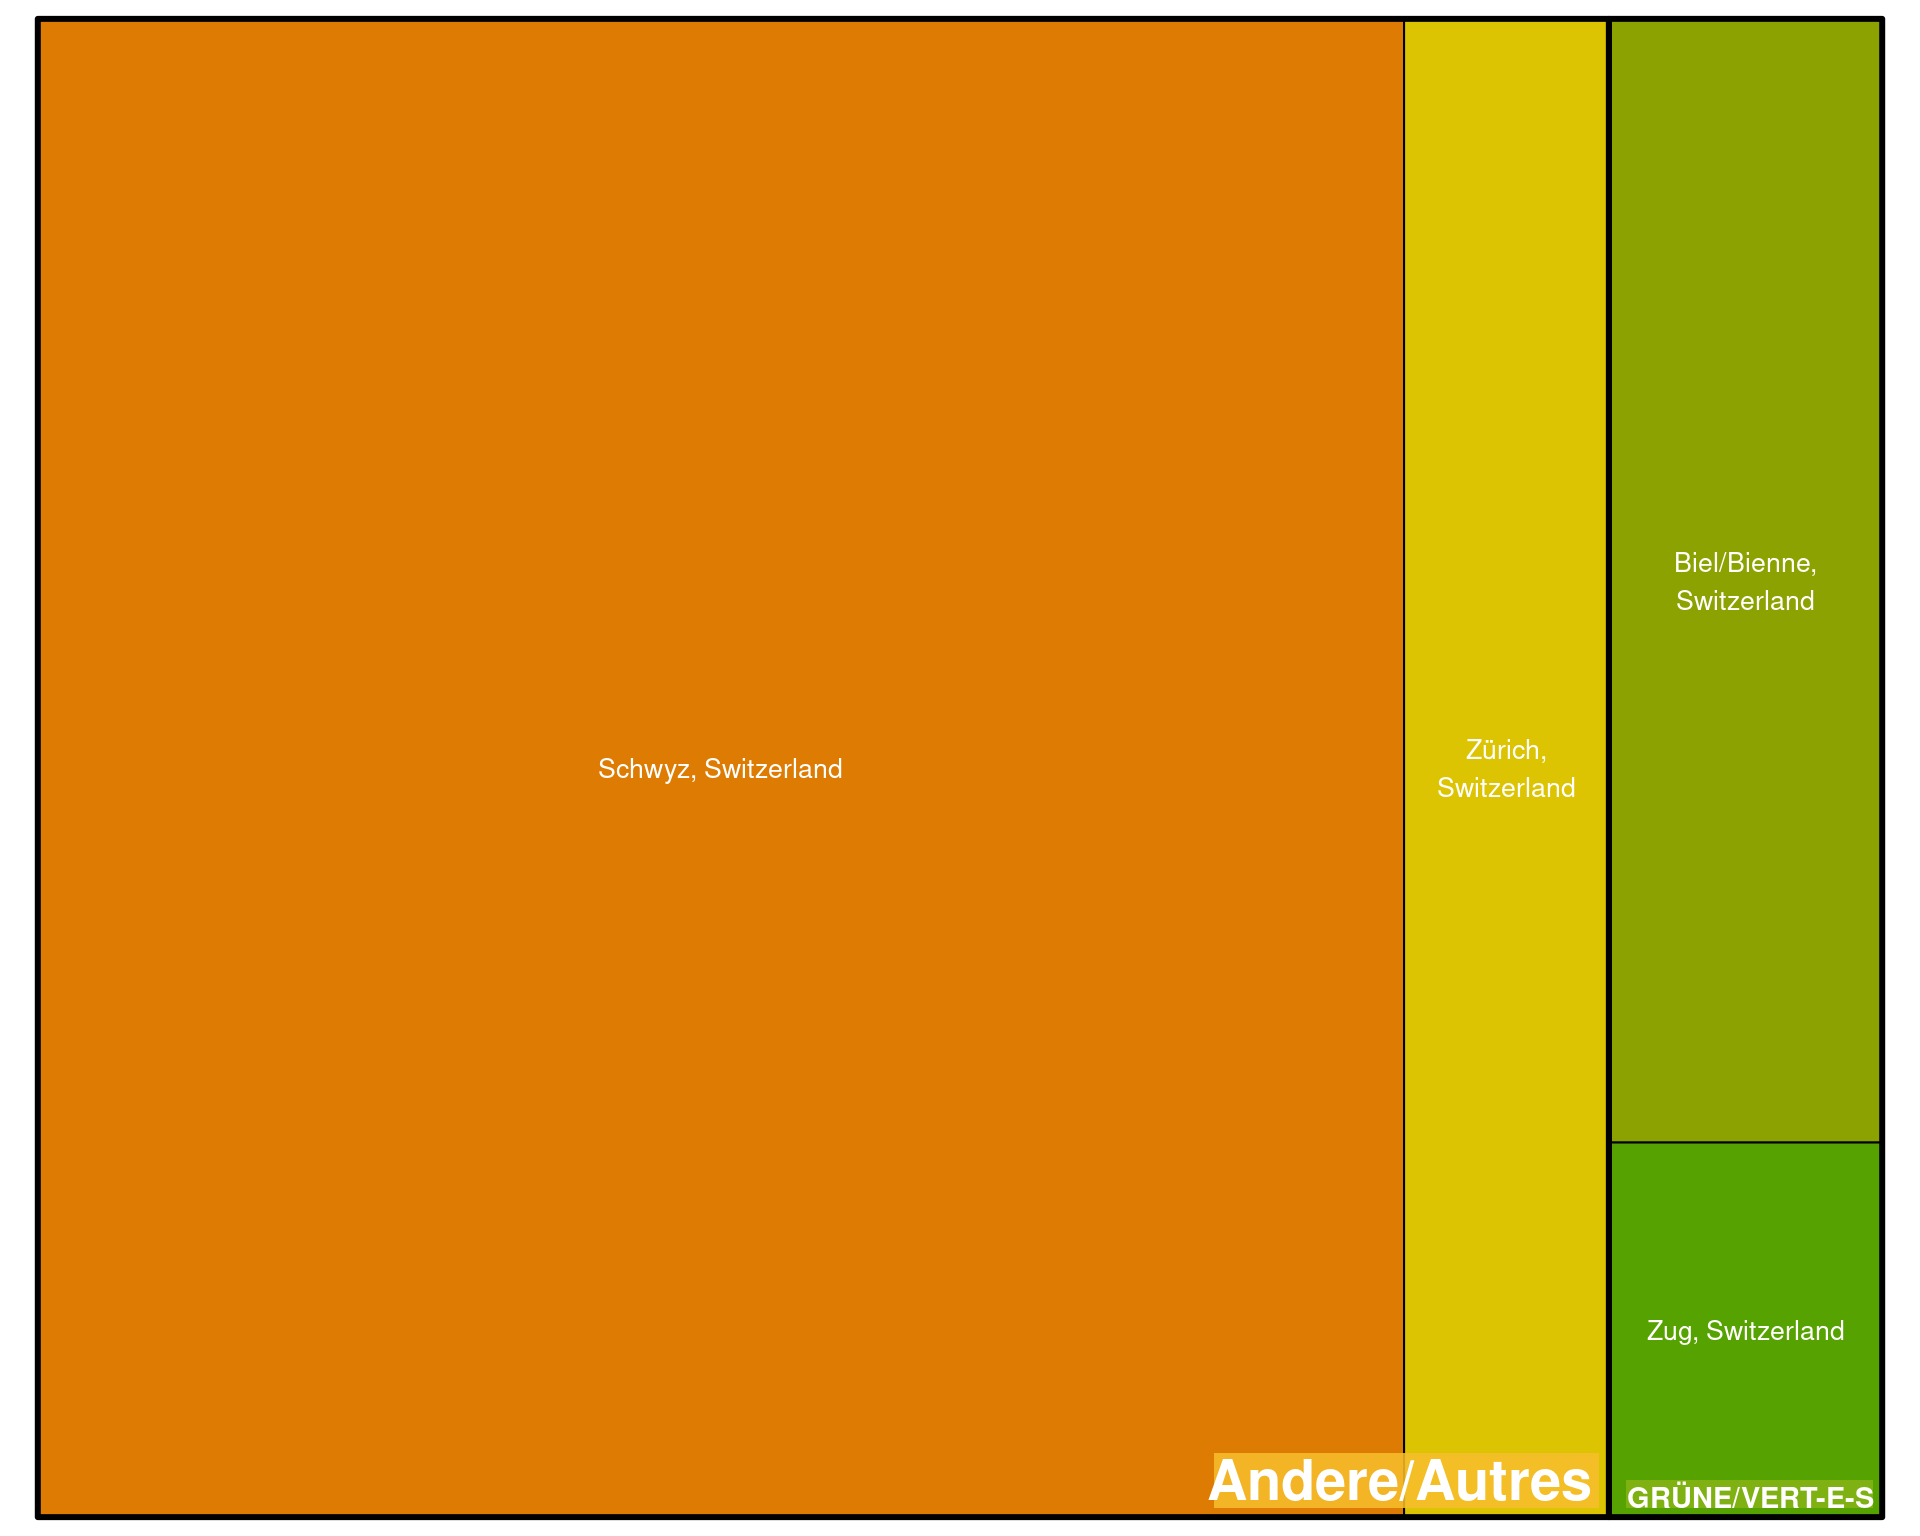 Schwyz, Switzerland
Zürich,
Switzerland
Andere/Autres
Biel/Bienne,
Switzerland
Zug, Switzerland
GRÜNE/VERT-E-S